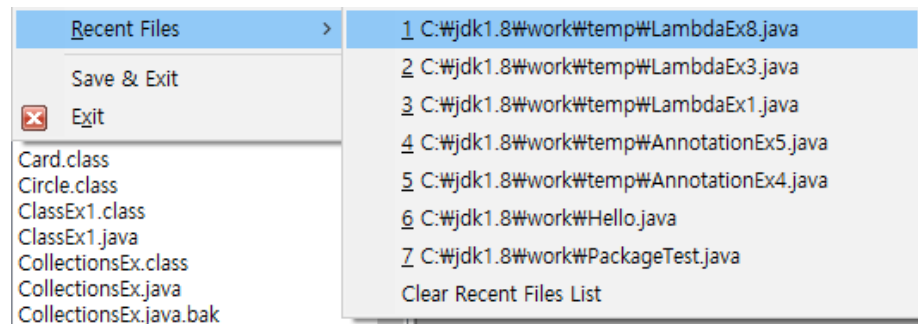 Recent Files >
Save & Exit
Exit
Card.class
Circle.class
ClassEx1.class
ClassEx1.java
CollectionsEx.class
CollectionsEx.java
CollectionsEx.java.bak
1 C:₩jdk1.8₩work₩temp₩LambdaEx8.java
2 C:₩jdk1.8₩work₩temp₩LambdaEx3.java
3 C:₩jdk1.8₩work₩temp₩LambdaEx1.java
4 C:₩jdk1.8₩work₩temp₩AnnotationEx5.java
5 C:₩jdk1.8₩work₩temp₩AnnotationEx4.java
6 C:₩jdk1.8₩work₩Hello.java
7 C:₩jdk1.8₩work₩PackageTest.java
Clear Recent Files List